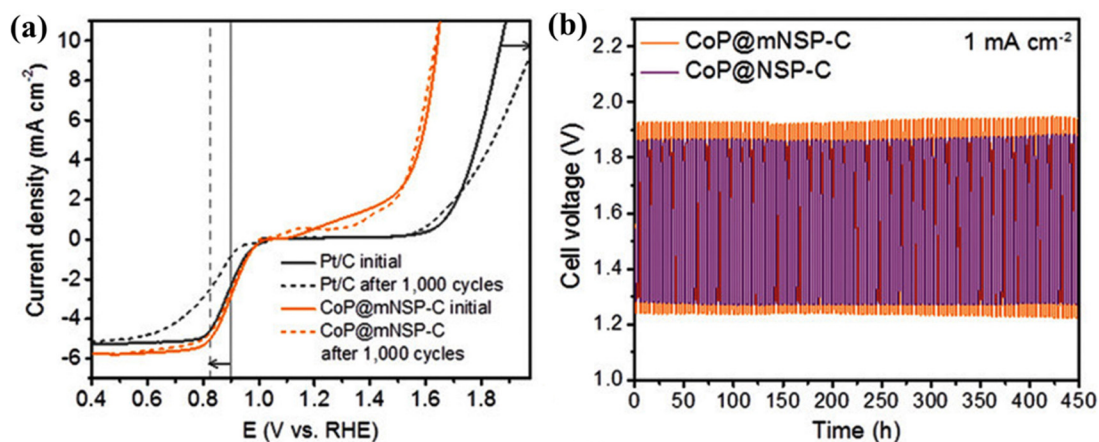 (a)
Current density (mA cm⁻²)
10
8
6
4
2
0
-2
-4
-6
Pt/C initial
Pt/C after 1,000 cycles
CoP@mNSP-C initial
CoP@mNSP-C
after 1,000 cycles
0.4 0.6 0.8 1.0 1.2 1.4 1.6 1.8
E (V vs. RHE)
(b)
Cell voltage (V)
2.2
2.0
1.8
1.6
1.4
1.2
1.0
CoP@mNSP-C
CoP@NSP-C
1 mA cm⁻²
0 50 100 150 200 250 300 350 400 450
Time (h)